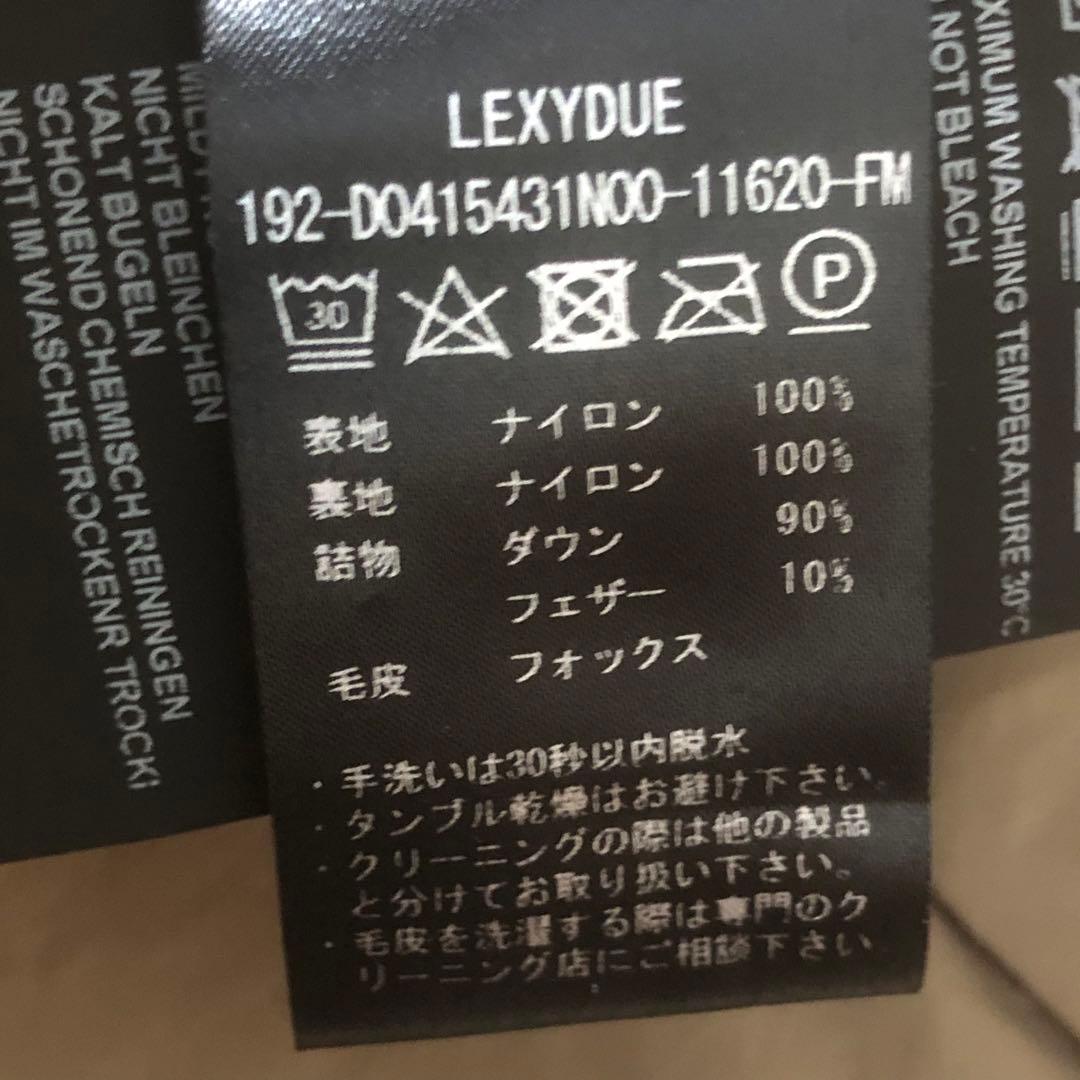 LEXYDUE
192-D0415431N00-11620-FM
30
P
表地 ナイロン 100%
裏地 ナイロン 100%
詰物 ダウン 90%
フェザー 10%
毛皮 フォックス
・手洗いは30秒以内脱水
・タンブル乾燥はお避け下さい。
・クリーニングの際は他の製品
と分けてお取り扱い下さい。
・毛皮を洗濯する際は専門のク
リーニング店にご相談下さい
NICHT BLEINCHEN
KALT BUGELN
SCHONEND CHEMISCH REININGEN
NICHT IM WASCHETROCKENR TROCK
XIMUM WASHING TEMPERATURE 30°C
NOT BLEACH